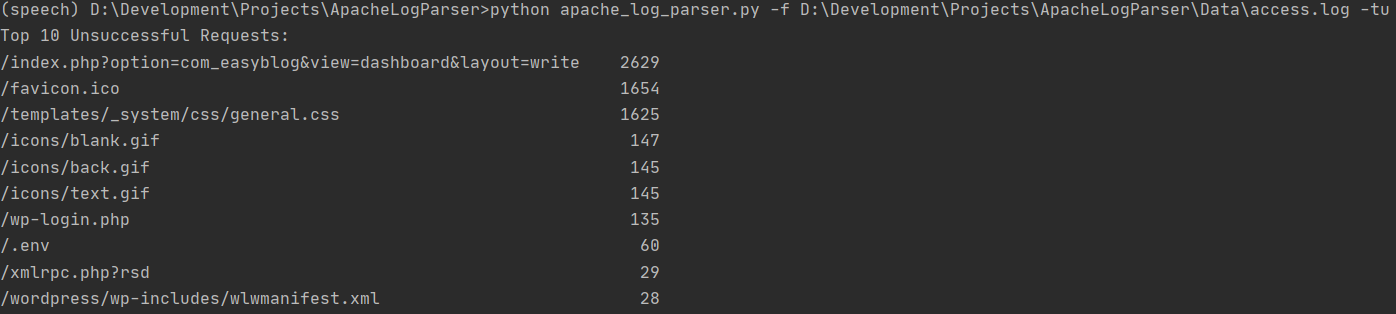 (speech) D:\Development\Projects\ApacheLogParser>python apache_log_parser.py -f D:\Development\Projects\ApacheLogParser\Data\access.log -tu
Top 10 Unsuccessful Requests:
/index.php?option=com_easyblog&view=dashboard&layout=write    2629
/favicon.ico                                                  1654
/templates/_system/css/general.css                            1625
/icons/blank.gif                                               147
/icons/back.gif                                                145
/icons/text.gif                                                145
/wp-login.php                                                  135
/.env                                                           60
/xmlrpc.php?rsd                                                 29
/wordpress/wp-includes/wlwmanifest.xml                          28